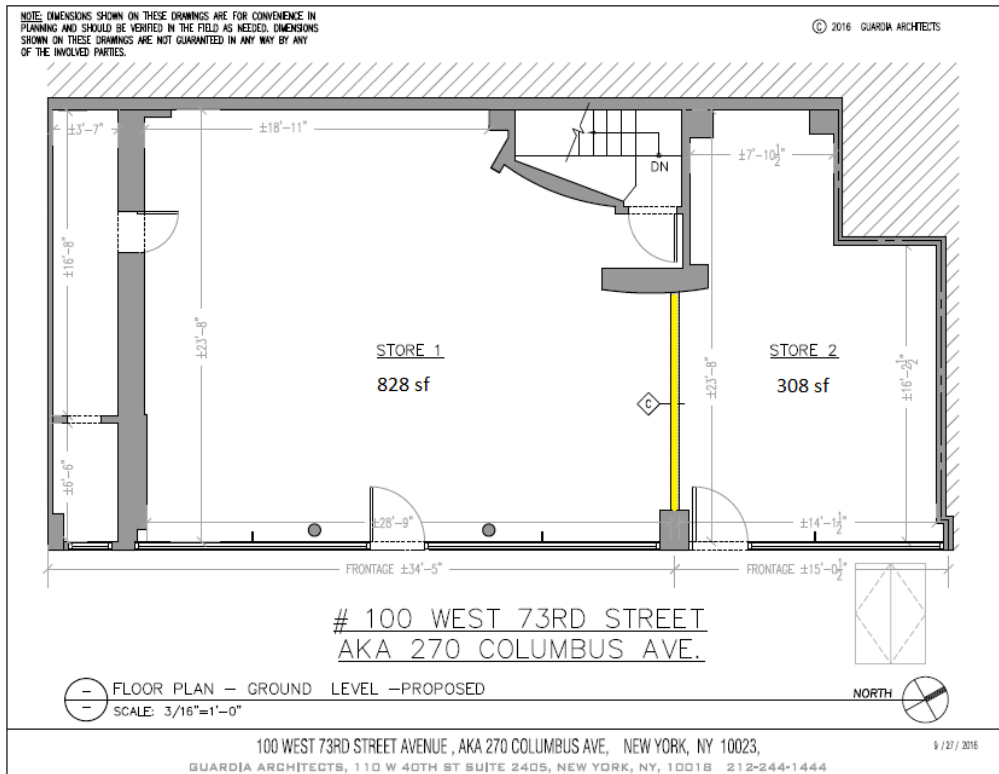 NOTE: DIMENSIONS SHOWN ON THESE DRAWINGS ARE FOR CONVENIENCE IN
PLANNING AND SHOULD BE VERIFIED IN THE FIELD AS NEEDED. DIMENSIONS
SHOWN ON THESE DRAWINGS ARE NOT GUARANTEED IN ANY WAY BY ANY
OF THE INVOLVED PARTIES.
© 2016 GUARDIA ARCHITECTS
±3'-7"
±18'-11"
DN
±7'-10½"
±16'-8"
±23'-8"
STORE 1
828 sf
C
±23'-8"
STORE 2
308 sf
±16'-2½"
±6'-6"
±28'-9"
±14'-1½"
FRONTAGE ±34'-5"
FRONTAGE ±15'-0½"
# 100 WEST 73RD STREET
AKA 270 COLUMBUS AVE.
FLOOR PLAN – GROUND LEVEL –PROPOSED
SCALE: 3/16"=1'-0"
NORTH
100 WEST 73RD STREET AVENUE , AKA 270 COLUMBUS AVE, NEW YORK, NY 10023,
9 / 27 / 2016
GUARDIA ARCHITECTS, 110 W 40TH ST SUITE 2405, NEW YORK, NY, 10018 212-244-1444